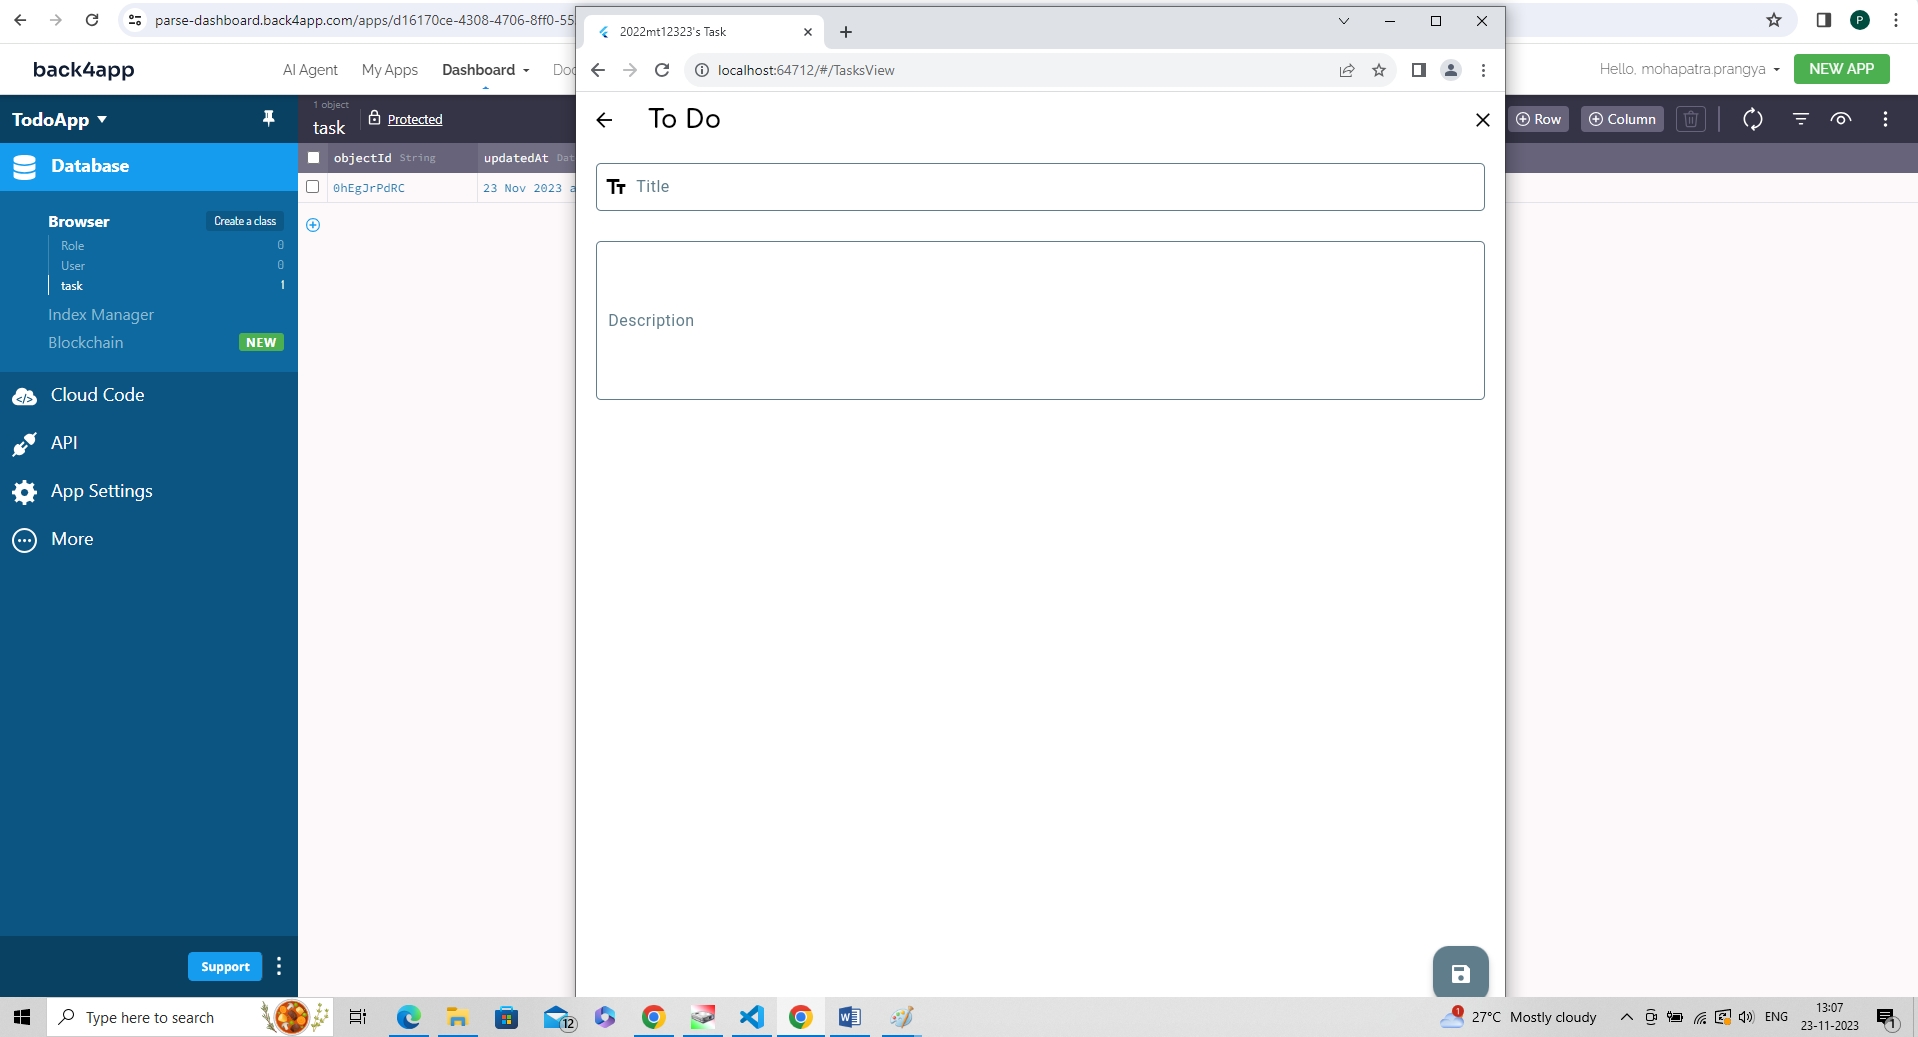 parse-dashboard.back4app.com/apps/d16170ce-4308-4706-8ff0-55
back4app
AI Agent
My Apps
Dashboard
Hello, mohapatra.prangya
NEW APP
TodoApp
Database
Browser
Create a class
Role 0
User 0
task 1
Index Manager
Blockchain NEW
Cloud Code
API
App Settings
More
Support
1 object
task
Protected
Row
Column
objectId String
updatedAt
0hEgJrPdRC
23 Nov 2023
2022mt12323's Task
localhost:64712/#/TasksView
To Do
Title
Description
Type here to search
12
1
27°C Mostly cloudy
ENG
13:07
23-11-2023
1